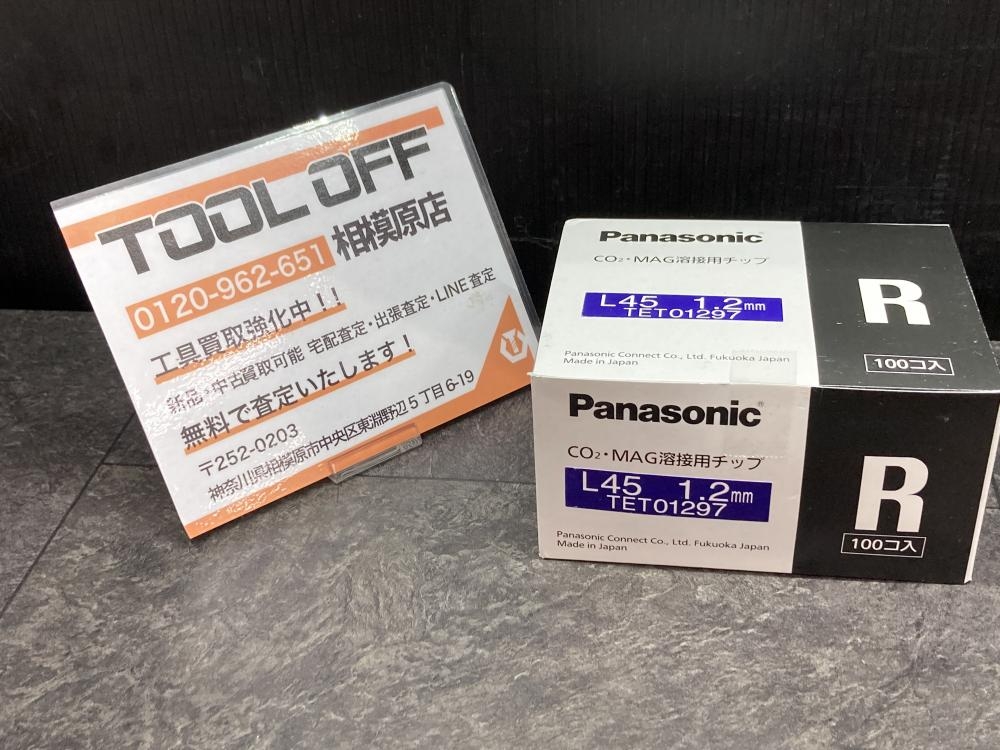 TOOL OFF
0120-962-651 相模原店
工具買取強化中！！
新品・中古買取可能 宅配査定・出張査定・LINE査定
無料で査定いたします！
〒252-0203
神奈川県相模原市中央区東淵野辺5丁目6-19
Panasonic
CO2・MAG溶接用チップ
L45 1.2mm
TET01297
Panasonic Connect Co., Ltd. Fukuoka Japan
Made in Japan
R
100コ入
Panasonic®
CO2・MAG溶接用チップ
L45 1.2mm
TET01297
Panasonic Connect Co., Ltd. Fukuoka Japan
Made in Japan
R
100コ入